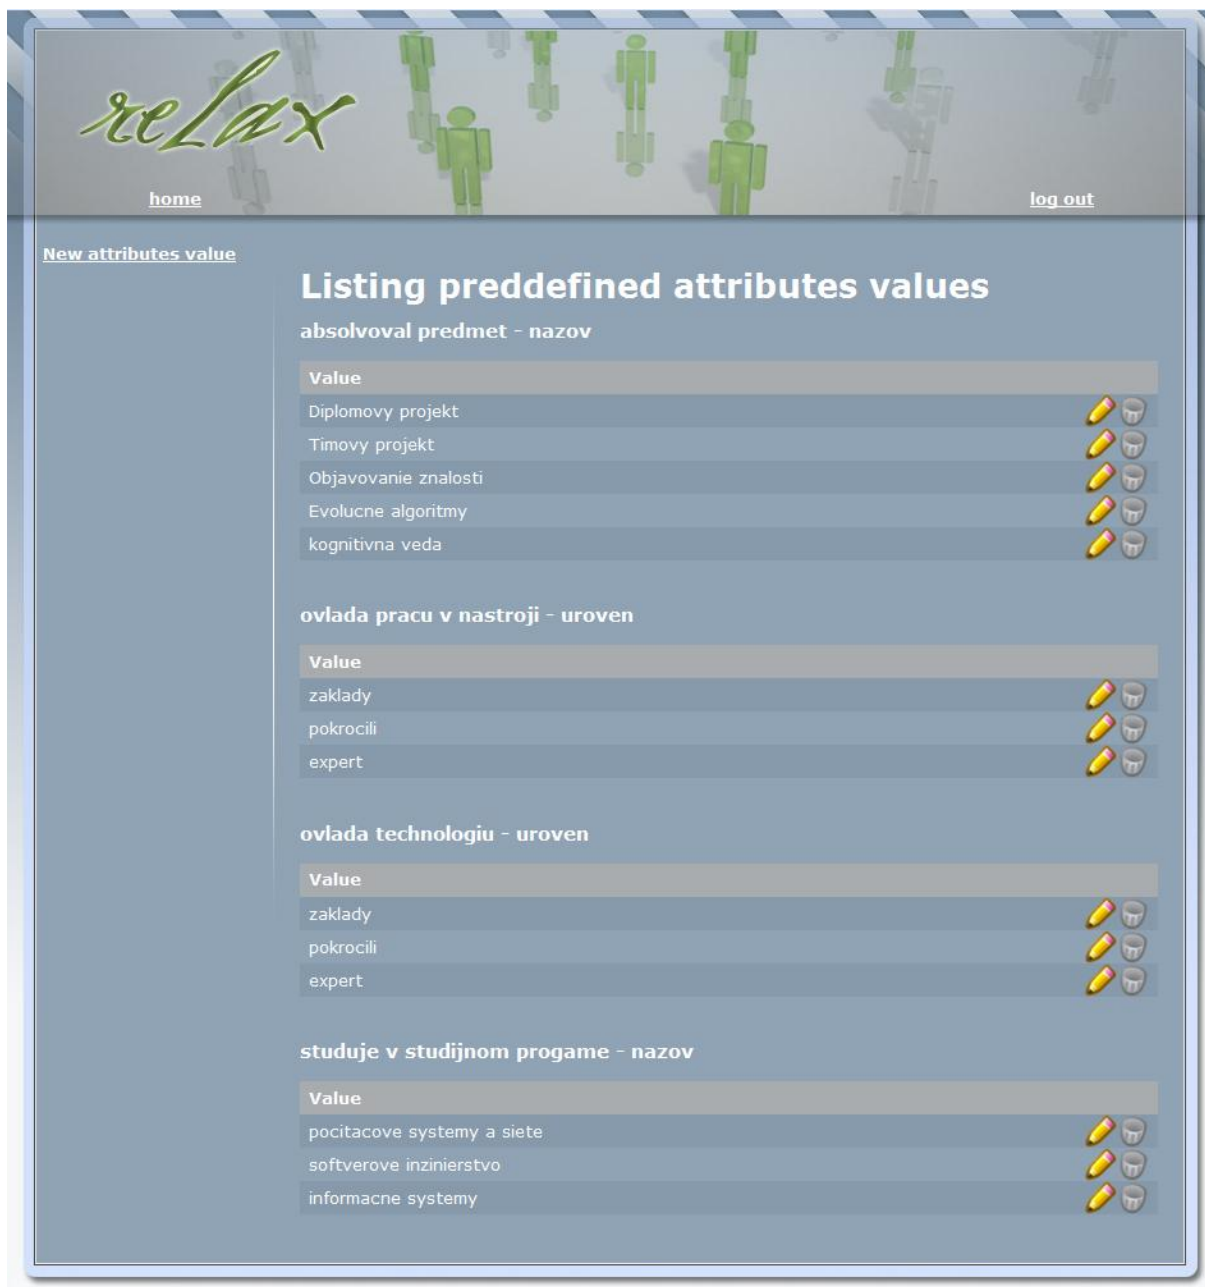 relax
home
log out
New attributes value
Listing preddefined attributes values
absolvoval predmet - nazov
Value
Diplomovy projekt
Timovy projekt
Objavovanie znalosti
Evolucne algoritmy
kognitivna veda
ovlada pracu v nastroji - uroven
Value
zaklady
pokrocili
expert
ovlada technologiu - uroven
Value
zaklady
pokrocili
expert
studuje v studijnom progame - nazov
Value
pocitacove systemy a siete
softverove inzinierstvo
informacne systemy